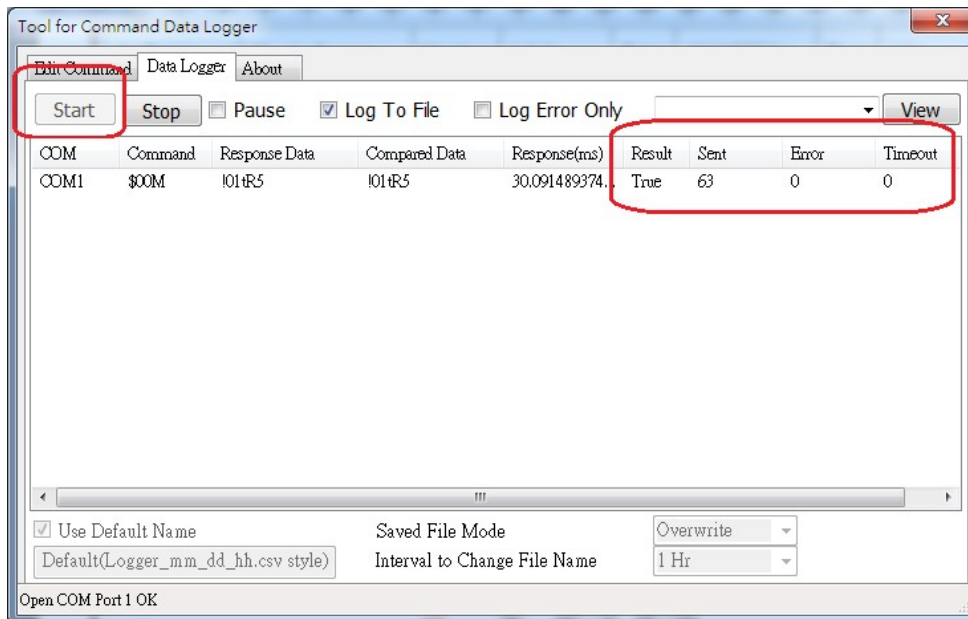 Tool for Command Data Logger
Edit Command Data Logger About
Start Stop Pause Log To File Log Error Only View
COM Command Response Data Compared Data Response(ms) Result Sent Error Timeout
COM1 $00M !01tR5 !01tR5 30.091489374... True 63 0 0
Use Default Name Saved File Mode Overwrite
Default(Logger_mm_dd_hh.csv style) Interval to Change File Name 1 Hr
Open COM Port 1 OK